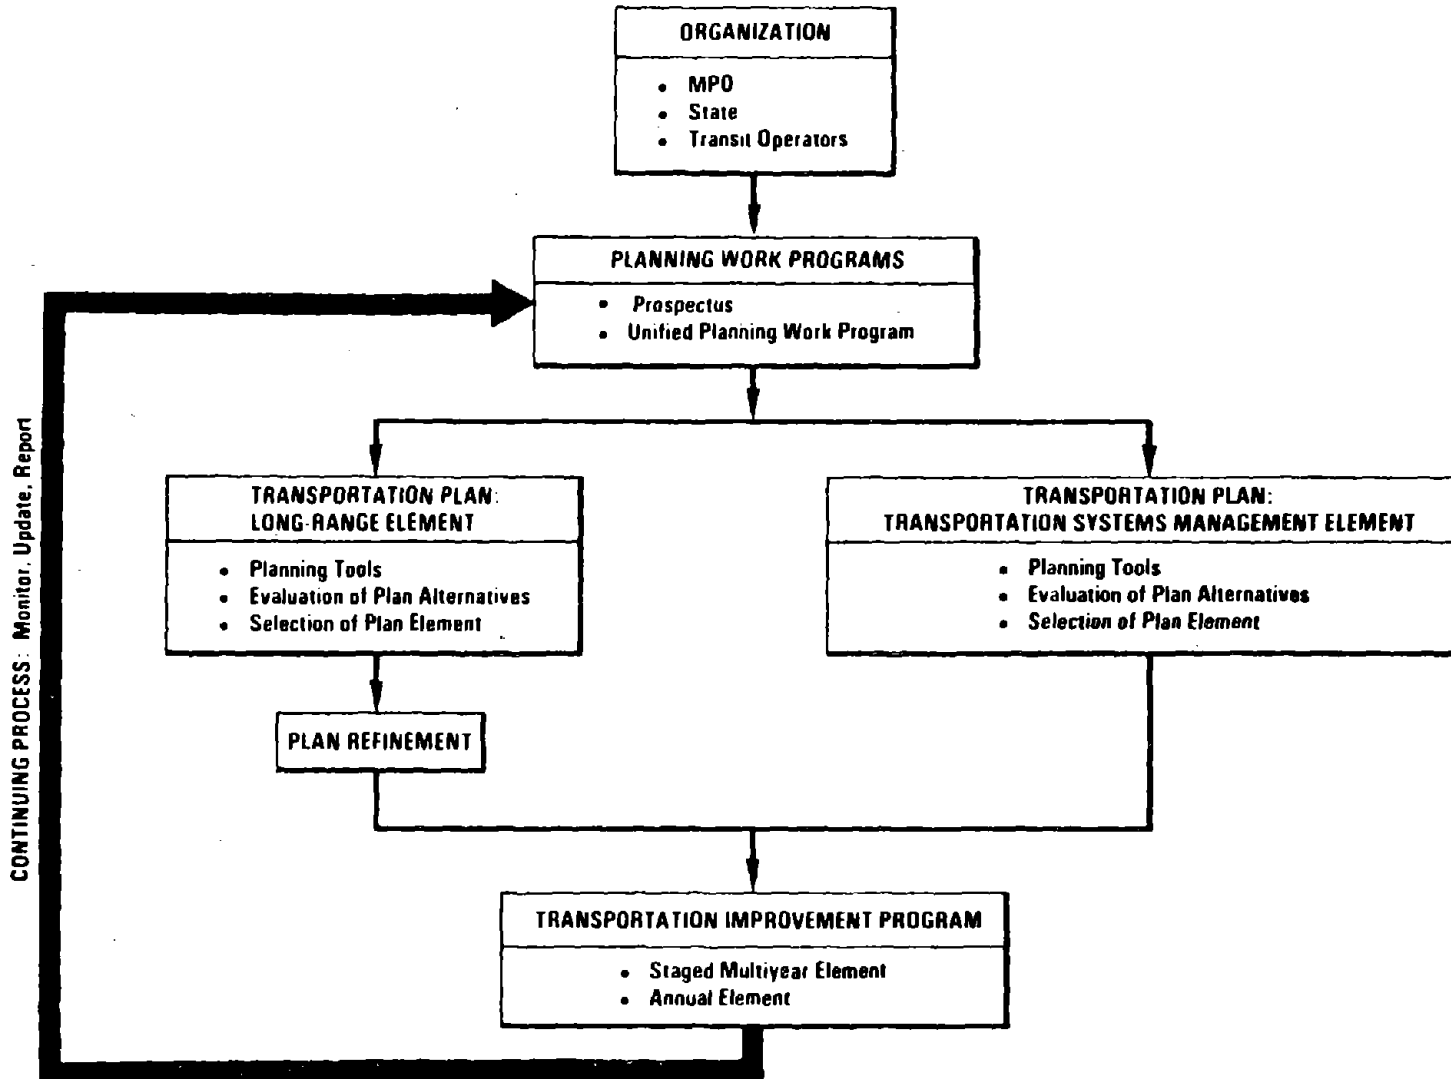 ORGANIZATION
• MPO
• State
• Transit Operators
PLANNING WORK PROGRAMS
• Prospectus
• Unified Planning Work Program
CONTINUING PROCESS: Monitor, Update, Report
TRANSPORTATION PLAN:
LONG-RANGE ELEMENT
• Planning Tools
• Evaluation of Plan Alternatives
• Selection of Plan Element
TRANSPORTATION PLAN:
TRANSPORTATION SYSTEMS MANAGEMENT ELEMENT
• Planning Tools
• Evaluation of Plan Alternatives
• Selection of Plan Element
PLAN REFINEMENT
TRANSPORTATION IMPROVEMENT PROGRAM
• Staged Multiyear Element
• Annual Element